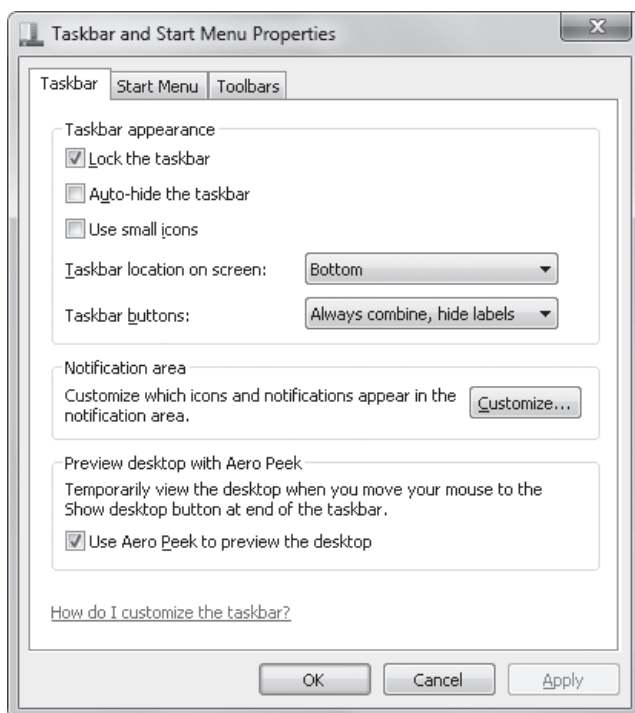 Taskbar and Start Menu Properties
Taskbar
Start Menu
Toolbars
Taskbar appearance
Lock the taskbar
Auto-hide the taskbar
Use small icons
Taskbar location on screen:
Bottom
Taskbar buttons:
Always combine, hide labels
Notification area
Customize which icons and notifications appear in the
notification area.
Customize...
Preview desktop with Aero Peek
Temporarily view the desktop when you move your mouse to the
Show desktop button at end of the taskbar.
Use Aero Peek to preview the desktop
How do I customize the taskbar?
OK
Cancel
Apply